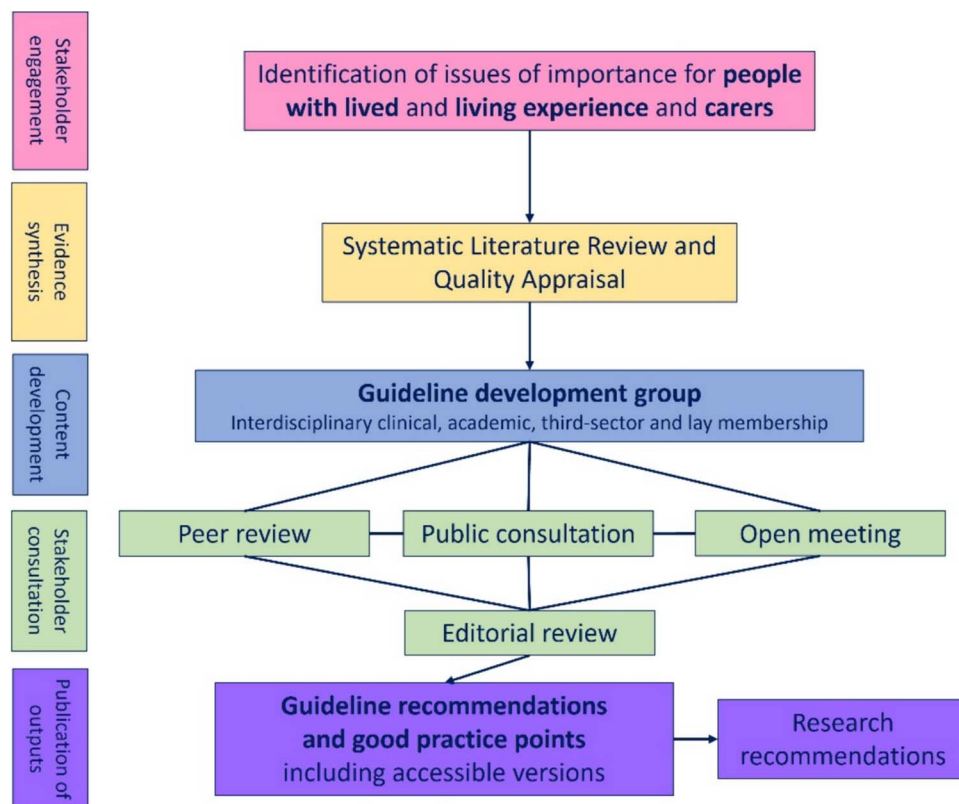 Stakeholder
engagement
Identification of issues of importance for people
with lived and living experience and carers
Evidence
synthesis
Systematic Literature Review and
Quality Appraisal
Content
development
Guideline development group
Interdisciplinary clinical, academic, third-sector and lay membership
Stakeholder
consultation
Peer review
Public consultation
Open meeting
Editorial review
Publication of
outputs
Guideline recommendations
and good practice points
including accessible versions
Research
recommendations